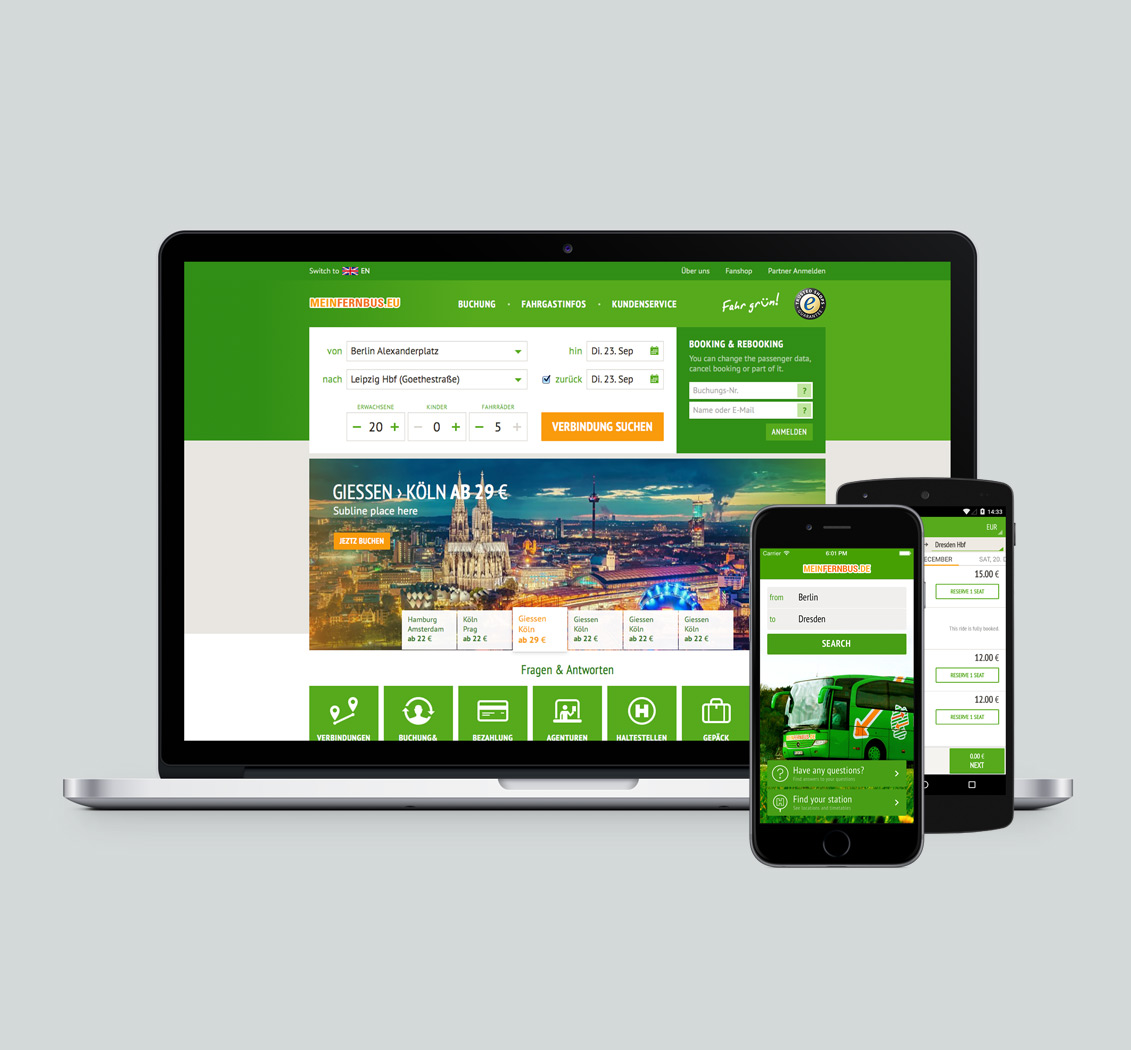 Switch to EN
Über uns Fanshop Partner Anmelden
MEINFERNBUS.EU
BUCHUNG • FAHRGASTINFOS • KUNDENSERVICE
Fahr grün!
TRUSTED SHOPS
e
GUARANTEE
von Berlin Alexanderplatz
hin Di. 23. Sep
nach Leipzig Hbf (Goethestraße)
zurück Di. 23. Sep
ERWACHSENE KINDER FAHRRÄDER
− 20 + − 0 + − 5 +
VERBINDUNG SUCHEN
BOOKING & REBOOKING
You can change the passenger data,
cancel booking or part of it.
Buchungs-Nr. ?
Name oder E-Mail ?
ANMELDEN
GIESSEN › KÖLN AB 29 €
Subline place here
JEZTZ BUCHEN
Hamburg
Amsterdam
ab 22 €
Köln
Prag
ab 22 €
Giessen
Köln
ab 29 €
Giessen
Köln
ab 22 €
Giessen
Köln
ab 22 €
Giessen
Köln
ab 22 €
Fragen & Antworten
VERBINDUNGEN
BUCHUNG&
BEZAHLUNG
AGENTUREN
H
HALTESTELLEN
GEPÄCK
Carrier 6:01 PM
MEINFERNBUS.DE
from Berlin
to Dresden
SEARCH
? Have any questions? ›
Find answers to your questions
H Find your station ›
See locations and timetables
14:33
EUR
Dresden Hbf
ECEMBER SAT, 20. D
15.00 €
RESERVE 1 SEAT
This ride is fully booked.
12.00 €
RESERVE 1 SEAT
12.00 €
RESERVE 1 SEAT
0.00 €
NEXT